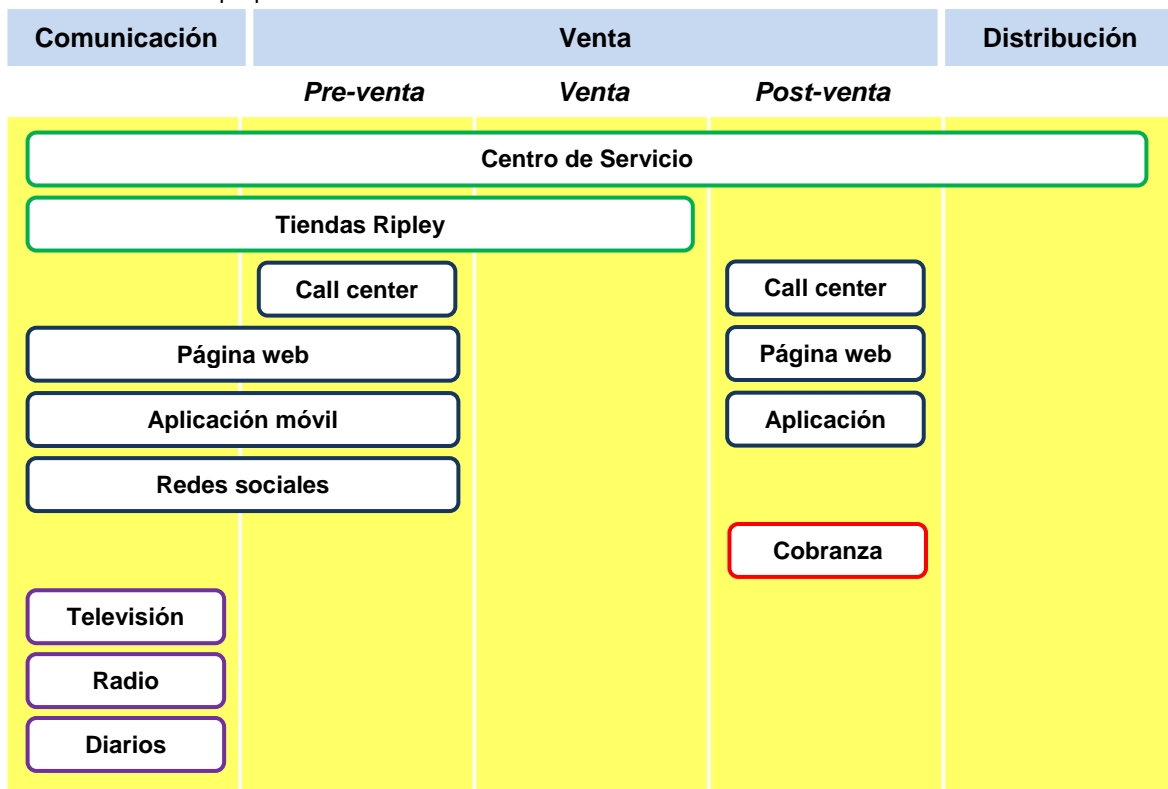 Comunicación Venta Distribución
Pre-venta Venta Post-venta
Centro de Servicio
Tiendas Ripley
Call center Call center
Página web Página web
Aplicación móvil Aplicación
Redes sociales
Cobranza
Televisión
Radio
Diarios